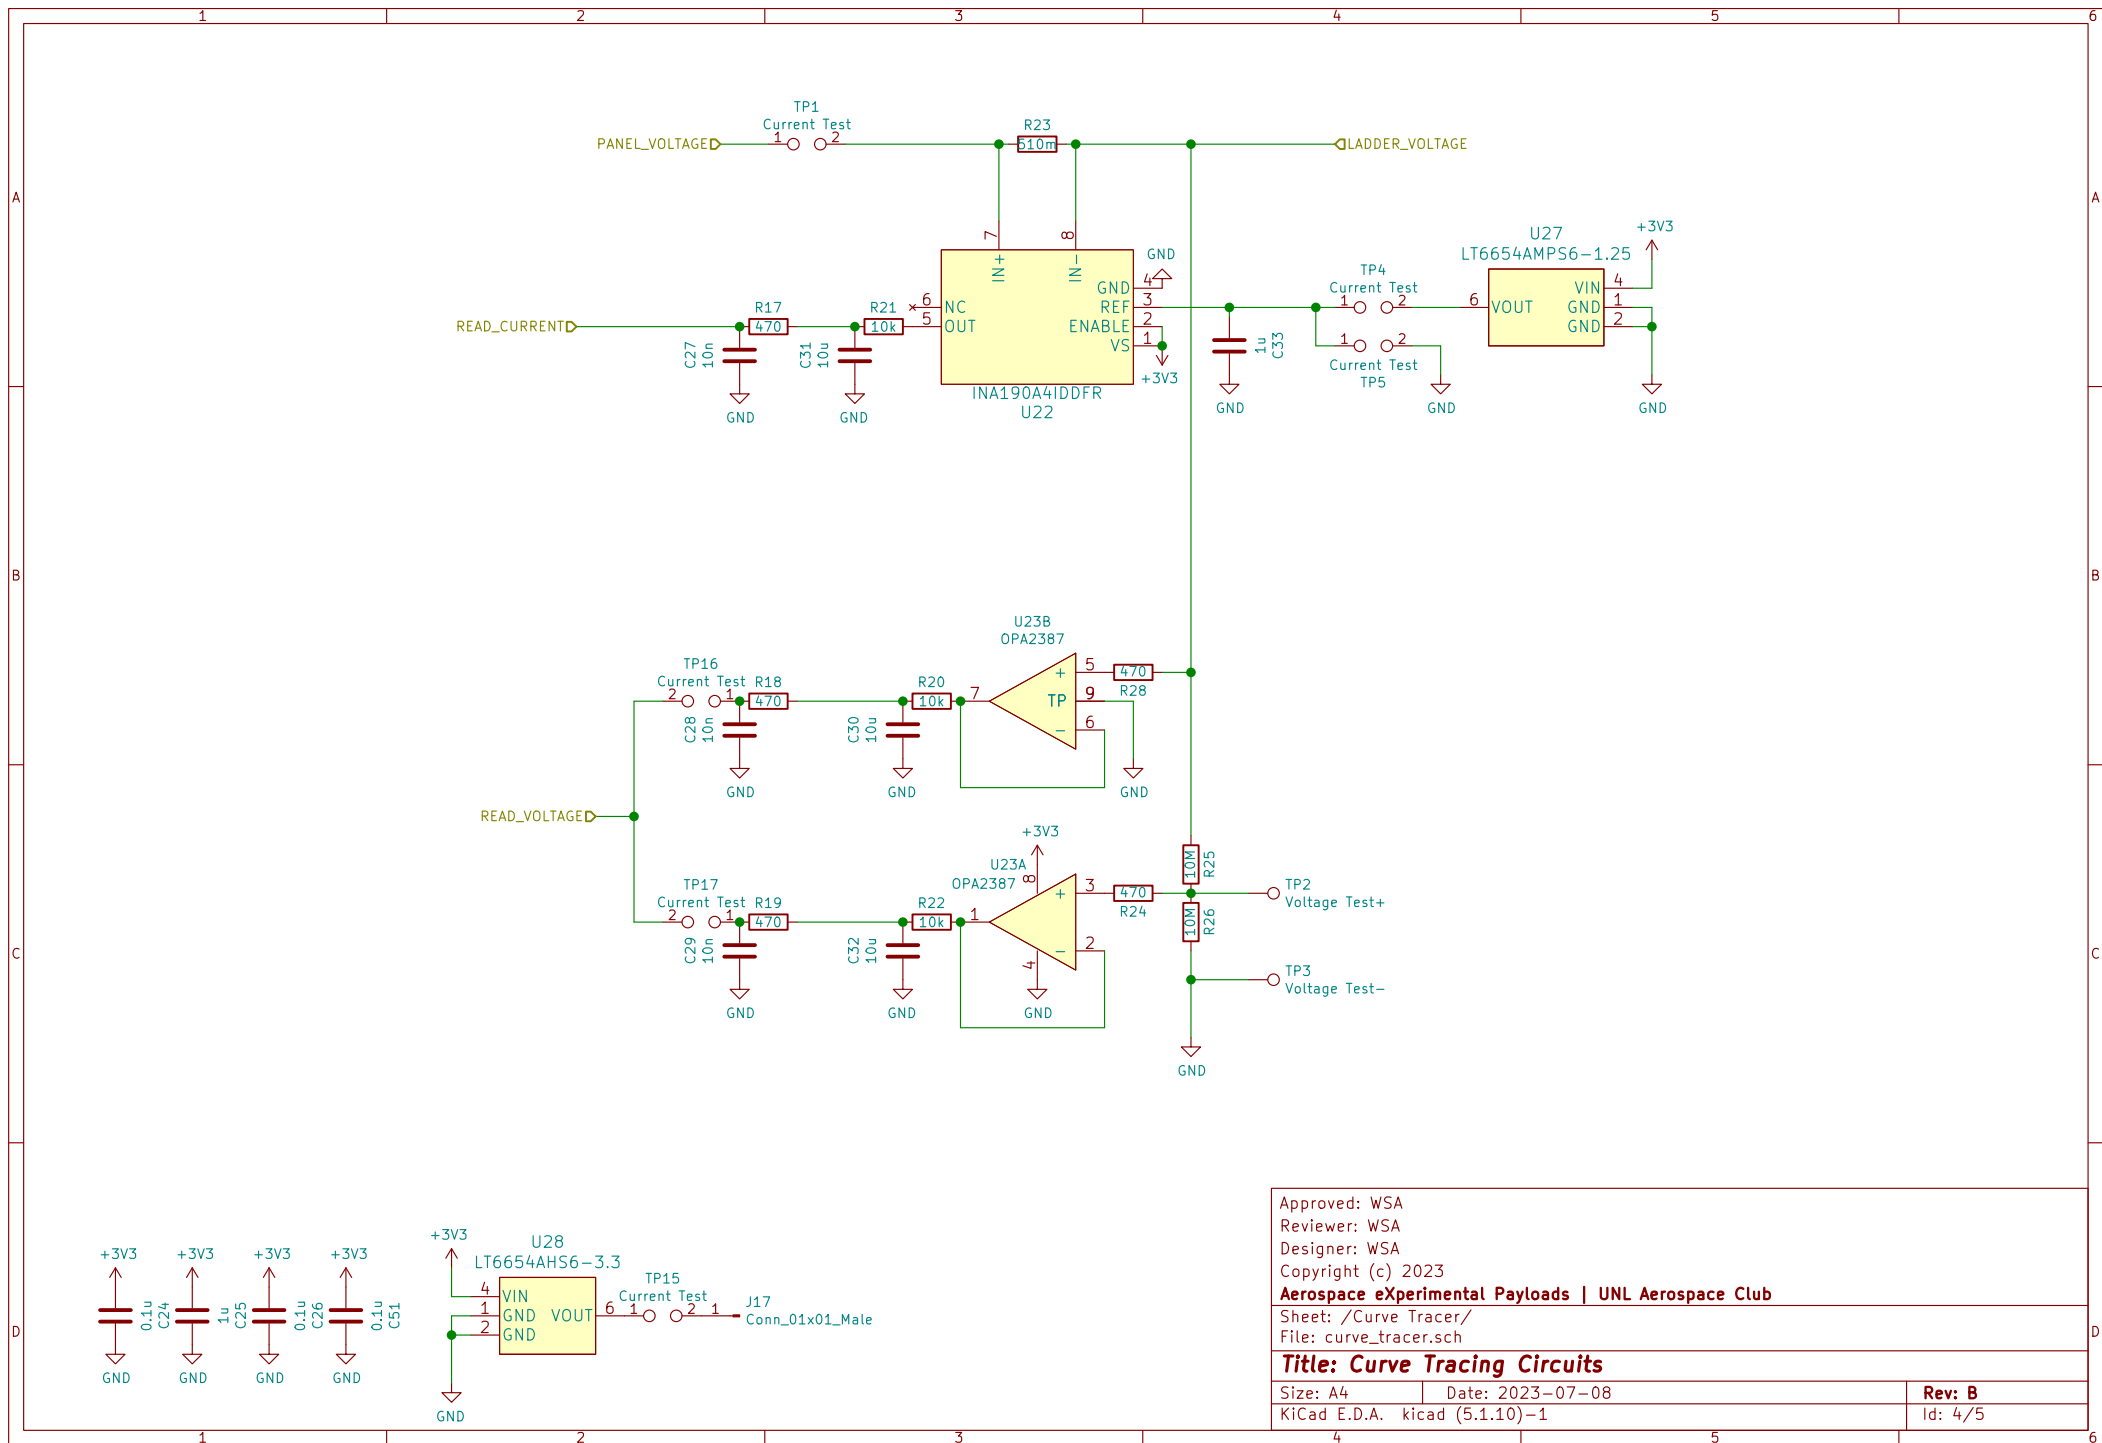 1 2 3 4 5 6
A
B
C
D
A
B
C
D
TP1
Current Test
1 2
PANEL_VOLTAGE
R23
510m
LADDER_VOLTAGE
7
8
IN+
IN-
GND
4
GND
REF 3
ENABLE 2
VS 1
+3V3
6 NC
5 OUT
INA190A4IDDFR
U22
READ_CURRENT
R17
470
R21
10k
C27
10n
GND
C31
10u
GND
1u
C33
GND
TP4
Current Test
1 2
1 2
Current Test
TP5
GND
U27
LT6654AMPS6-1.25
+3V3
6 VOUT
VIN 4
GND 1
GND 2
GND
U23B
OPA2387
+ 5
TP 9
- 6
7
470
R28
GND
TP16
Current Test
2 1
R18
470
R20
10k
C28
10n
GND
C30
10u
GND
READ_VOLTAGE
+3V3
U23A
OPA2387
8
+ 3
- 2
1
4
GND
470
R24
10M
R25
10M
R26
TP2
Voltage Test+
TP3
Voltage Test-
GND
TP17
Current Test
2 1
R19
470
R22
10k
C29
10n
GND
C32
10u
GND
+3V3
0.1u
C24
GND
+3V3
1u
C25
GND
+3V3
0.1u
C26
GND
+3V3
0.1u
C51
GND
+3V3
U28
LT6654AHS6-3.3
4 VIN
1 GND
2 GND
VOUT 6
GND
TP15
Current Test
1 2
1
J17
Conn_01x01_Male
Approved: WSA
Reviewer: WSA
Designer: WSA
Copyright (c) 2023
Aerospace eXperimental Payloads | UNL Aerospace Club
Sheet: /Curve Tracer/
File: curve_tracer.sch
Title: Curve Tracing Circuits
Size: A4 Date: 2023-07-08 Rev: B
KiCad E.D.A. kicad (5.1.10)-1 Id: 4/5
1 2 3 4 5 6